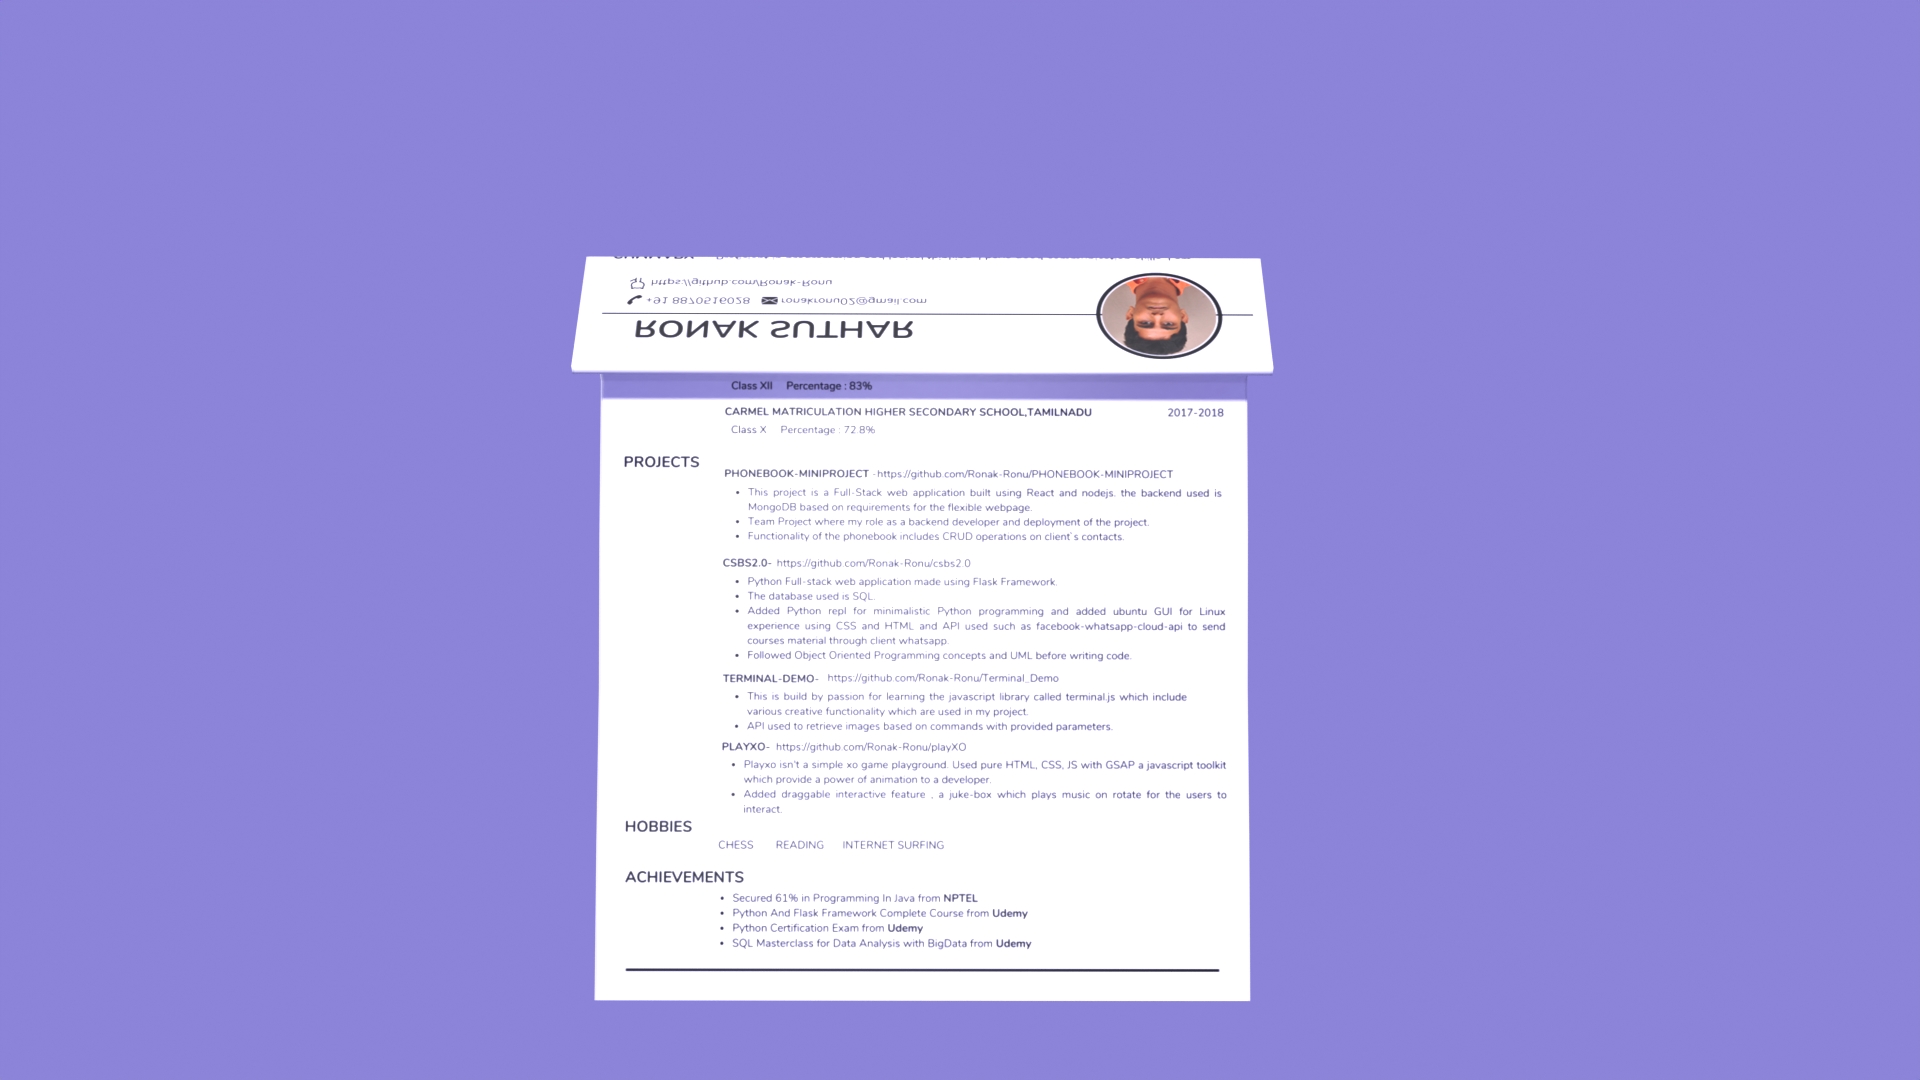 https://github.com/Ronak-Ronu
+91 8870516028 ronakronu02@gmail.com
RONAK SUTHAR
Class XII Percentage : 83%
CARMEL MATRICULATION HIGHER SECONDARY SCHOOL,TAMILNADU 2017-2018
Class X Percentage : 72.8%
PROJECTS
PHONEBOOK-MINIPROJECT - https://github.com/Ronak-Ronu/PHONEBOOK-MINIPROJECT
• This project is a Full-Stack web application built using React and nodejs. the backend used is
MongoDB based on requirements for the flexible webpage.
• Team Project where my role as a backend developer and deployment of the project.
• Functionality of the phonebook includes CRUD operations on client's contacts.
CSBS2.0- https://github.com/Ronak-Ronu/csbs2.0
• Python Full-stack web application made using Flask Framework.
• The database used is SQL.
• Added Python repl for minimalistic Python programming and added ubuntu GUI for Linux
experience using CSS and HTML and API used such as facebook-whatsapp-cloud-api to send
courses material through client whatsapp.
• Followed Object Oriented Programming concepts and UML before writing code.
TERMINAL-DEMO- https://github.com/Ronak-Ronu/Terminal_Demo
• This is build by passion for learning the javascript library called terminal.js which include
various creative functionality which are used in my project.
• API used to retrieve images based on commands with provided parameters.
PLAYXO- https://github.com/Ronak-Ronu/playXO
• Playxo isn't a simple xo game playground. Used pure HTML, CSS, JS with GSAP a javascript toolkit
which provide a power of animation to a developer.
• Added draggable interactive feature , a juke-box which plays music on rotate for the users to
interact.
HOBBIES
CHESS READING INTERNET SURFING
ACHIEVEMENTS
• Secured 61% in Programming In Java from NPTEL
• Python And Flask Framework Complete Course from Udemy
• Python Certification Exam from Udemy
• SQL Masterclass for Data Analysis with BigData from Udemy